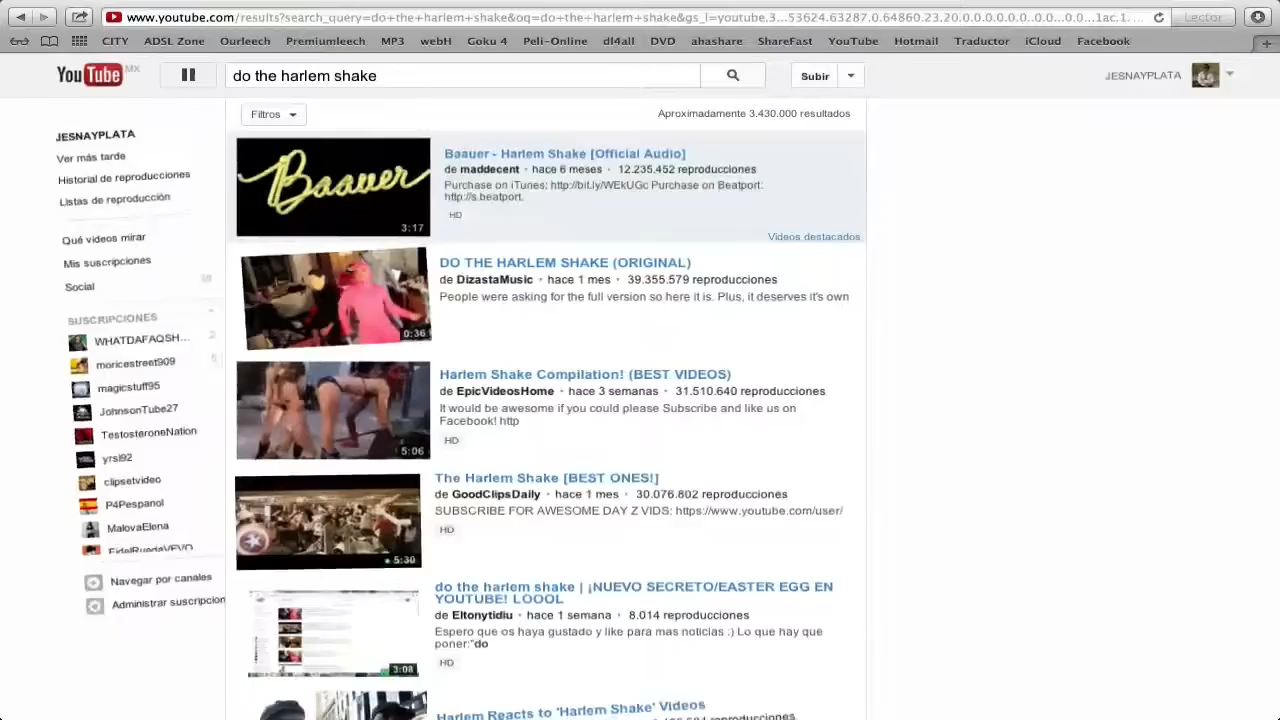 www.youtube.com/results?search_query=do+the+harlem+shake&oq=do+the+harlem+shake&gs_l=youtube.3...53624.63287.0.64860.23.20.0.0.0.0.0.0..0.0...0.0...1ac.1....
Lector
CITY ADSL Zone Ourleech Premiumleech MP3 webH Goku 4 Peli-Online dl4all DVD ahashare ShareFast YouTube Hotmail Traductor iCloud Facebook
YouTube MX
do the harlem shake
Subir
JESNAYPLATA
Filtros
Aproximadamente 3.430.000 resultados
JESNAYPLATA
Ver más tarde
Historial de reproducciones
Listas de reproducción
Qué videos mirar
Mis suscripciones
Social
SUSCRIPCIONES
WHATDAFAQSH... 2
moricestreet909 6
magicstuff95
JohnsonTube27
TestosteroneNation
yrsl92
clipsetvideo
P4Pespanol
MalovaElena
FidelRuedaVEVO
Navegar por canales
Administrar suscripcion
Baauer
3:17
Baauer - Harlem Shake [Official Audio]
de maddecent · hace 6 meses · 12.235.452 reproducciones
Purchase on iTunes: http://bit.ly/WEkUGc Purchase on Beatport:
http://s.beatport.
HD
Videos destacados
0:36
DO THE HARLEM SHAKE (ORIGINAL)
de DizastaMusic · hace 1 mes · 39.355.579 reproducciones
People were asking for the full version so here it is. Plus, it deserves it's own
5:06
Harlem Shake Compilation! (BEST VIDEOS)
de EpicVideosHome · hace 3 semanas · 31.510.640 reproducciones
It would be awesome if you could please Subscribe and like us on
Facebook! http
HD
5:30
The Harlem Shake [BEST ONES!]
de GoodClipsDaily · hace 1 mes · 30.076.802 reproducciones
SUBSCRIBE FOR AWESOME DAY Z VIDS: https://www.youtube.com/user/
HD
3:08
do the harlem shake | ¡NUEVO SECRETO/EASTER EGG EN
YOUTUBE! LOOOL
de Eltonytidiu · hace 1 semana · 8.014 reproducciones
Espero que os haya gustado y like para mas noticias :) Lo que hay que
poner:"do
HD
Harlem Reacts to 'Harlem Shake' Videos
reproducciones